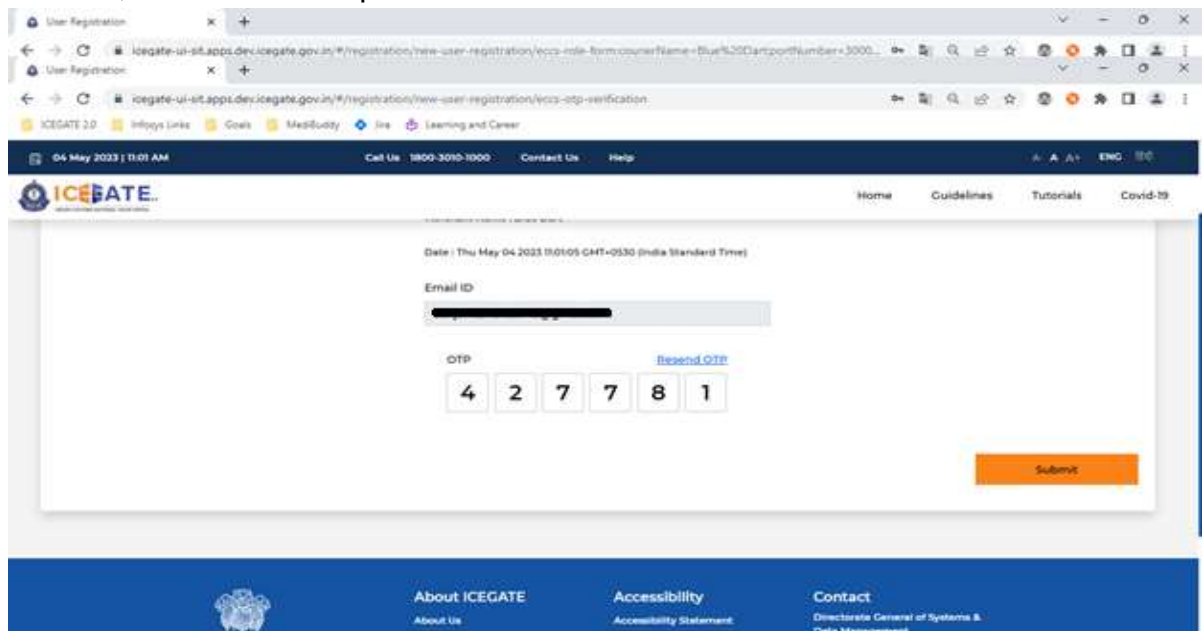 User Registration
icegate-ui-sit.apps.dev.icegate.gov.in/#/registration/new-user-registration/eccs-role-form;courierName=Blue%20Dart;portNumber=3000...
User Registration
icegate-ui-sit.apps.dev.icegate.gov.in/#/registration/new-user-registration/eccs-otp-verification
ICEGATE 2.0 Infosys Links Goals MediBuddy Jira Learning and Career
04 May 2023 | 11:01 AM Call Us 1800-3010-1000 Contact Us Help A- A A+ ENG
ICEGATE Home Guidelines Tutorials Covid-19
Date : Thu May 04 2023 11:01:05 GMT+0530 (India Standard Time)
Email ID
OTP Resend OTP
4 2 7 7 8 1
Submit
About ICEGATE Accessibility Contact
About Us Accessibility Statement Directorate General of Systems &
Data Management